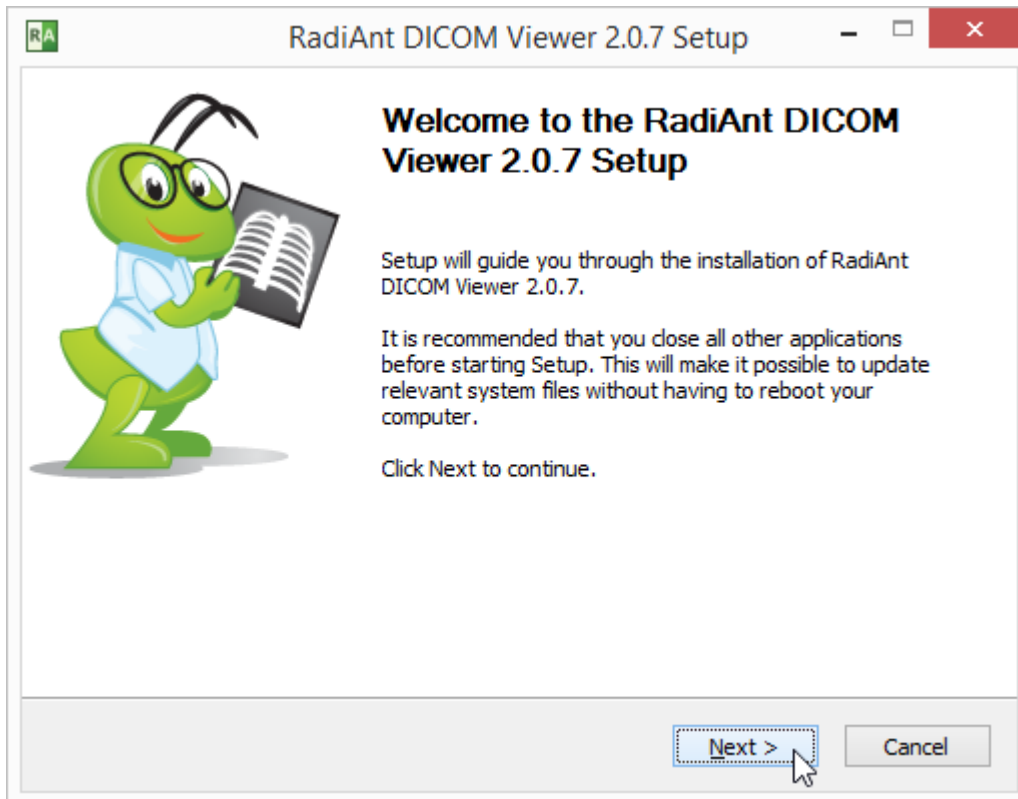 RA
RadiAnt DICOM Viewer 2.0.7 Setup
Welcome to the RadiAnt DICOM
Viewer 2.0.7 Setup
Setup will guide you through the installation of RadiAnt
DICOM Viewer 2.0.7.
It is recommended that you close all other applications
before starting Setup. This will make it possible to update
relevant system files without having to reboot your
computer.
Click Next to continue.
Next >
Cancel